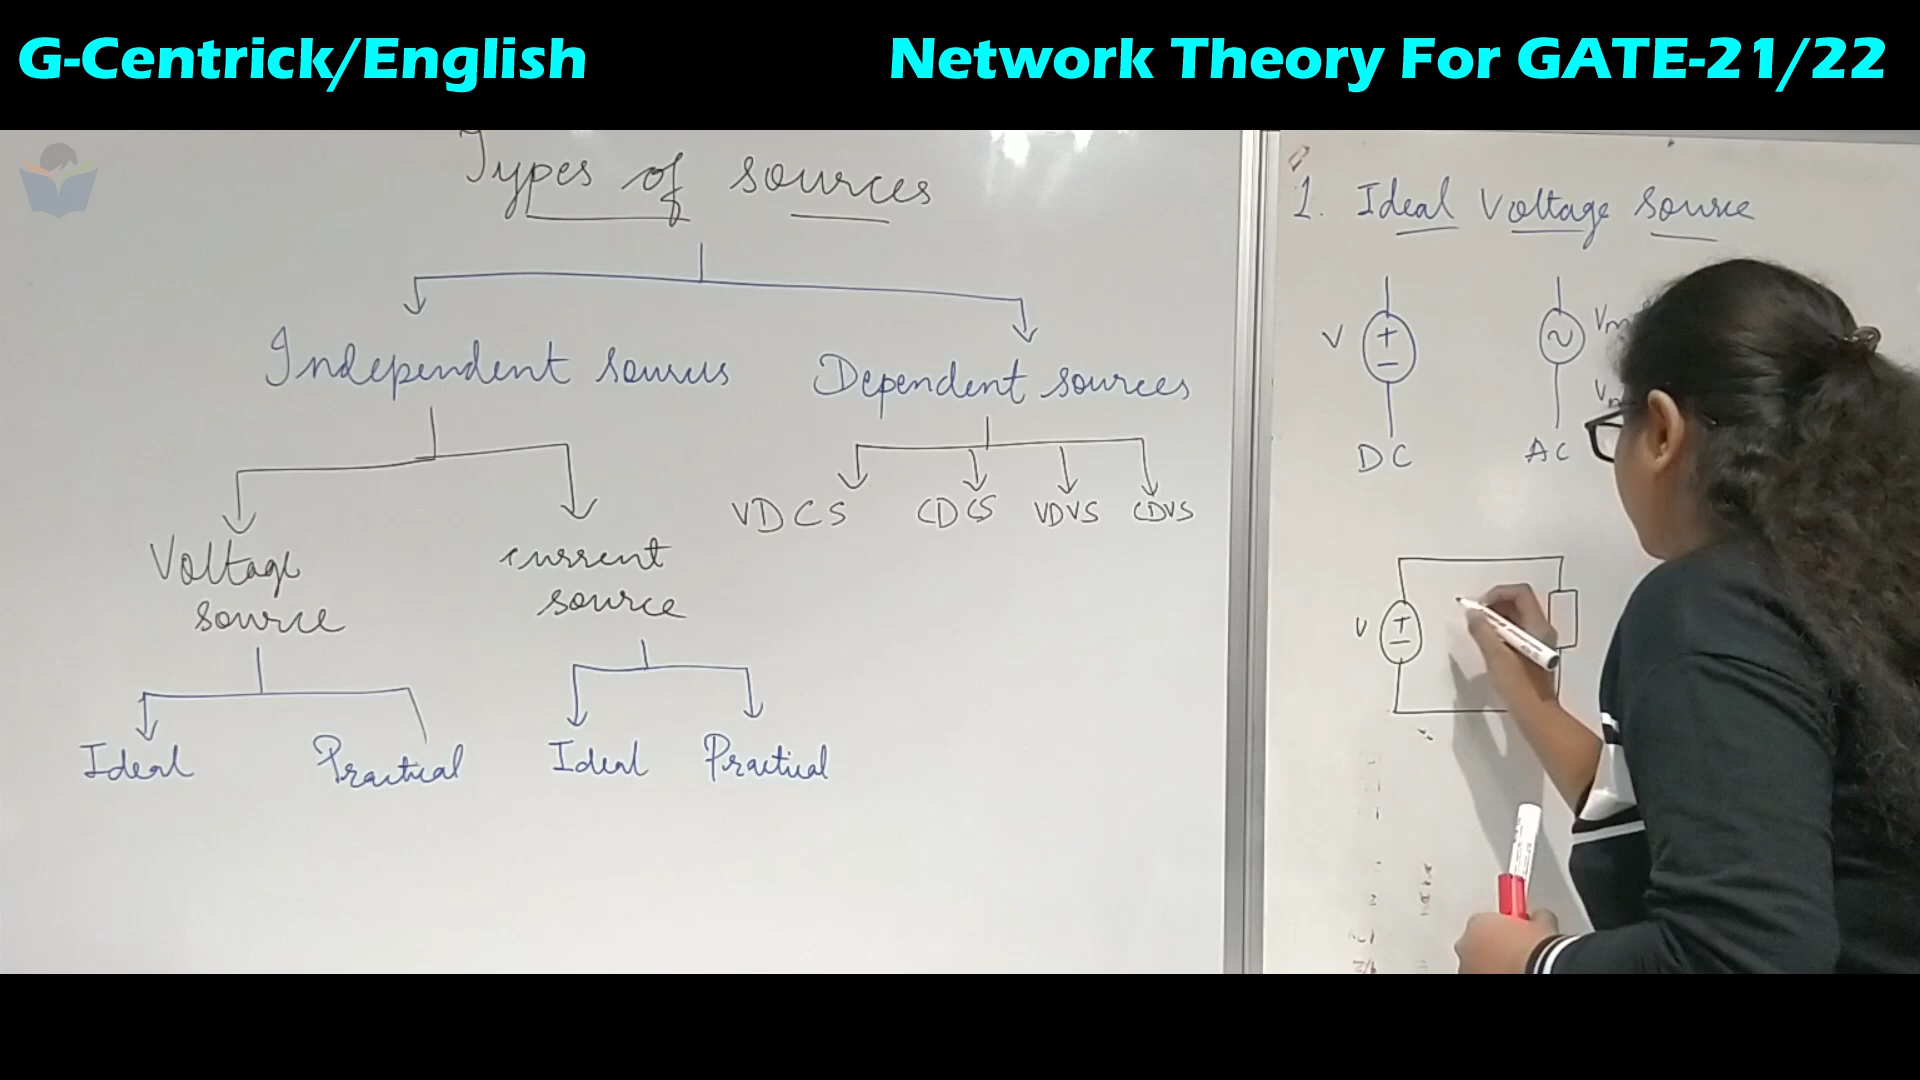 G-Centrick/English
Network Theory For GATE-21/22
Types of sources
Independent sources
Dependent sources
VDCS CDCS VDVS CDVS
Voltage source
current source
Ideal Practical
Ideal Practical
1. Ideal Voltage Source
V + −
~ Vm
DC
AC
V + −